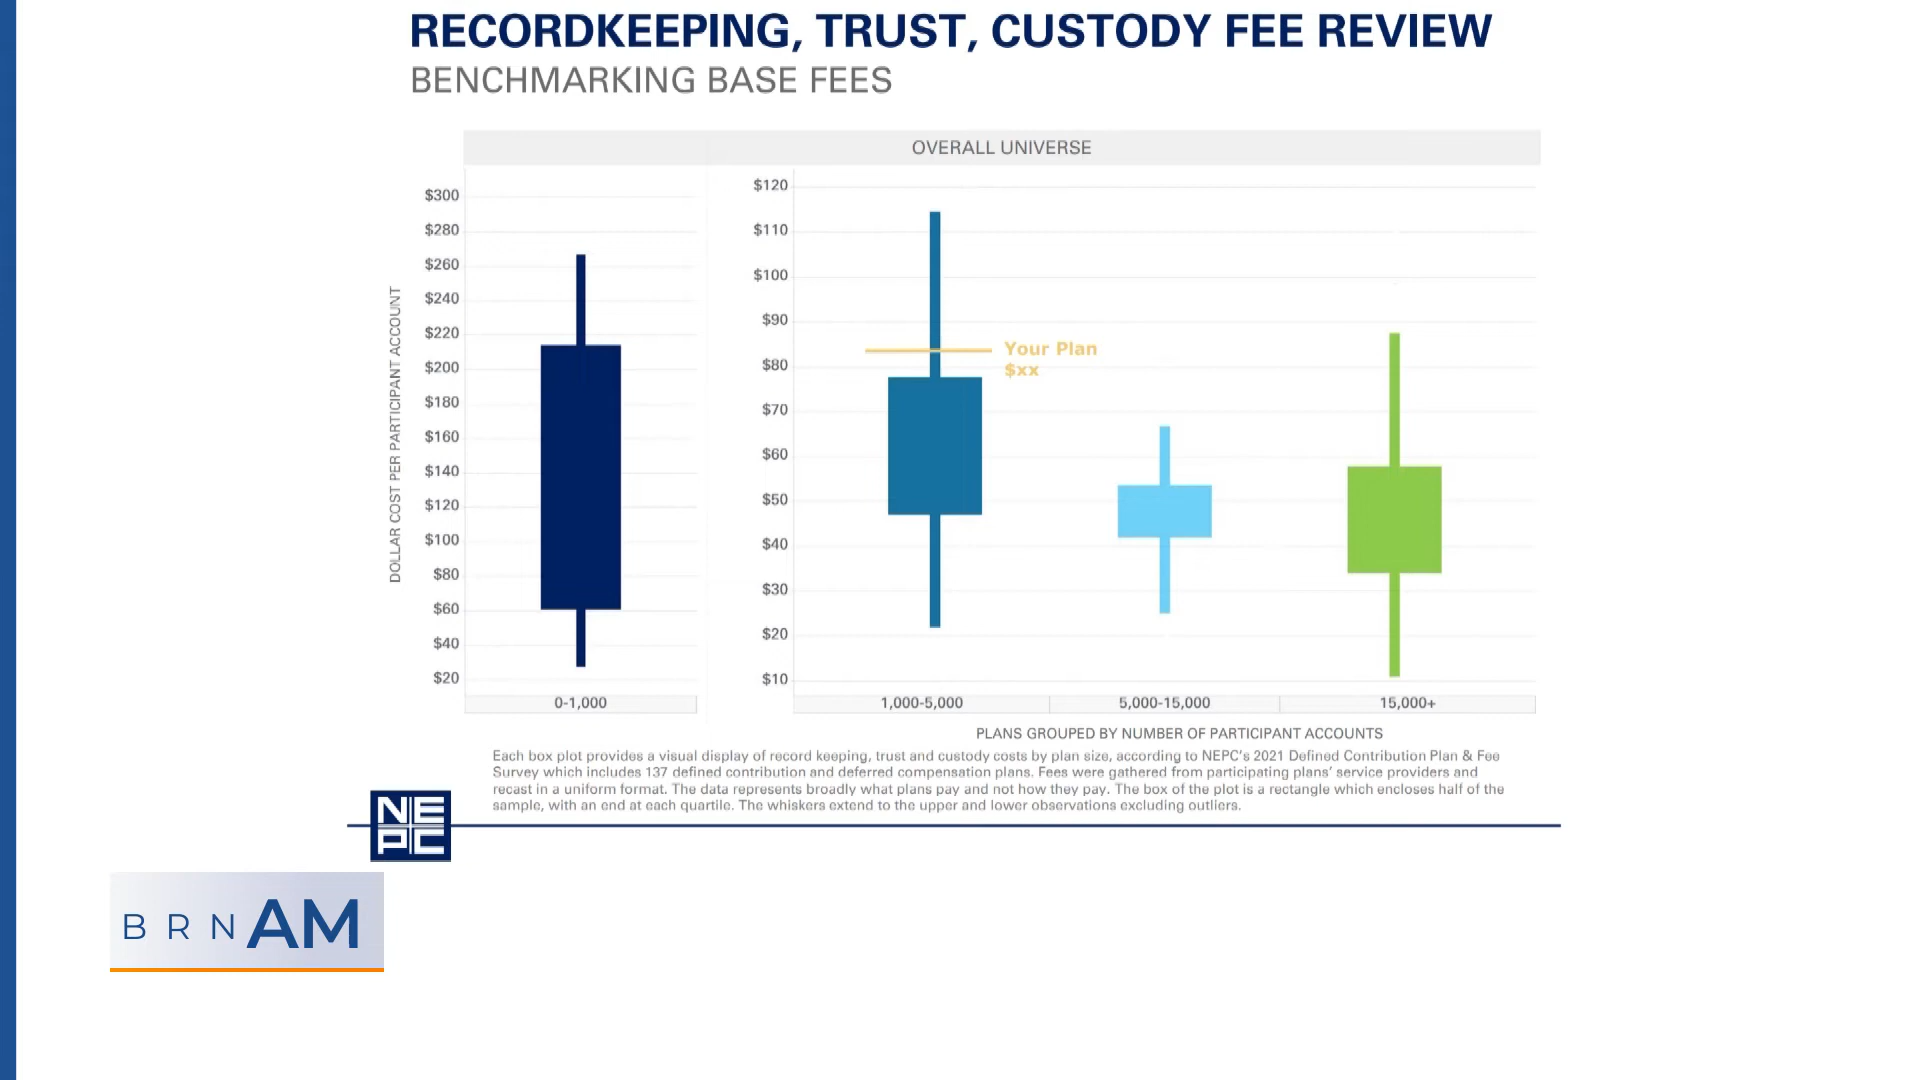 RECORDKEEPING, TRUST, CUSTODY FEE REVIEW
BENCHMARKING BASE FEES
OVERALL UNIVERSE
DOLLAR COST PER PARTICIPANT ACCOUNT
$300
$280
$260
$240
$220
$200
$180
$160
$140
$120
$100
$80
$60
$40
$20
0-1,000
$120
$110
$100
$90
$80
$70
$60
$50
$40
$30
$20
$10
Your Plan
$xx
1,000-5,000
5,000-15,000
15,000+
PLANS GROUPED BY NUMBER OF PARTICIPANT ACCOUNTS
Each box plot provides a visual display of record keeping, trust and custody costs by plan size, according to NEPC's 2021 Defined Contribution Plan & Fee
Survey which includes 137 defined contribution and deferred compensation plans. Fees were gathered from participating plans' service providers and
recast in a uniform format. The data represents broadly what plans pay and not how they pay. The box of the plot is a rectangle which encloses half of the
sample, with an end at each quartile. The whiskers extend to the upper and lower observations excluding outliers.
NE
PC
BRNAM